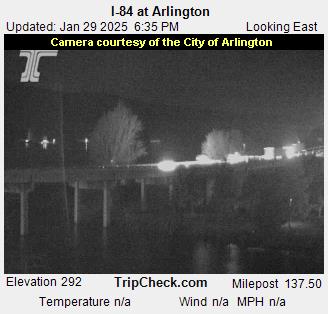 I-84 at Arlington
Updated: Jan 29 2025 6:35 PM Looking East
Camera courtesy of the City of Arlington
Elevation 292 TripCheck.com Milepost 137.50
Temperature n/a Wind n/a MPH n/a